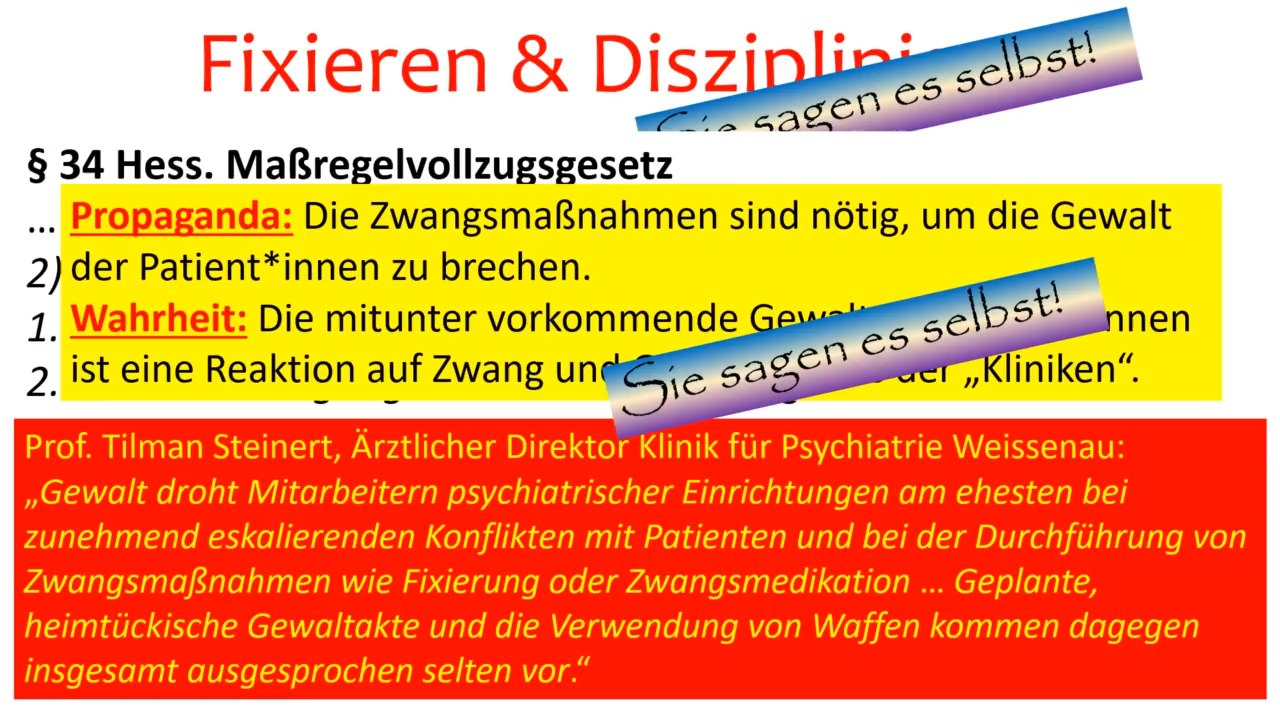 Fixieren &
Sie sagen es selbst!
§ 34 Hess. Maßregelvollzugsgesetz
... Propaganda: Die Zwangsmaßnahmen sind nötig, um die Gewalt
2) der Patient*innen zu brechen.
1. Wahrheit: Die mitunter vorkommende
2. ist eine Reaktion auf Zwang und der „Kliniken“.
Sie sagen es selbst!
Prof. Tilman Steinert, Ärztlicher Direktor Klinik für Psychiatrie Weissenau:
„Gewalt droht Mitarbeitern psychiatrischer Einrichtungen am ehesten bei
zunehmend eskalierenden Konflikten mit Patienten und bei der Durchführung von
Zwangsmaßnahmen wie Fixierung oder Zwangsmedikation ... Geplante,
heimtückische Gewaltakte und die Verwendung von Waffen kommen dagegen
insgesamt ausgesprochen selten vor.“